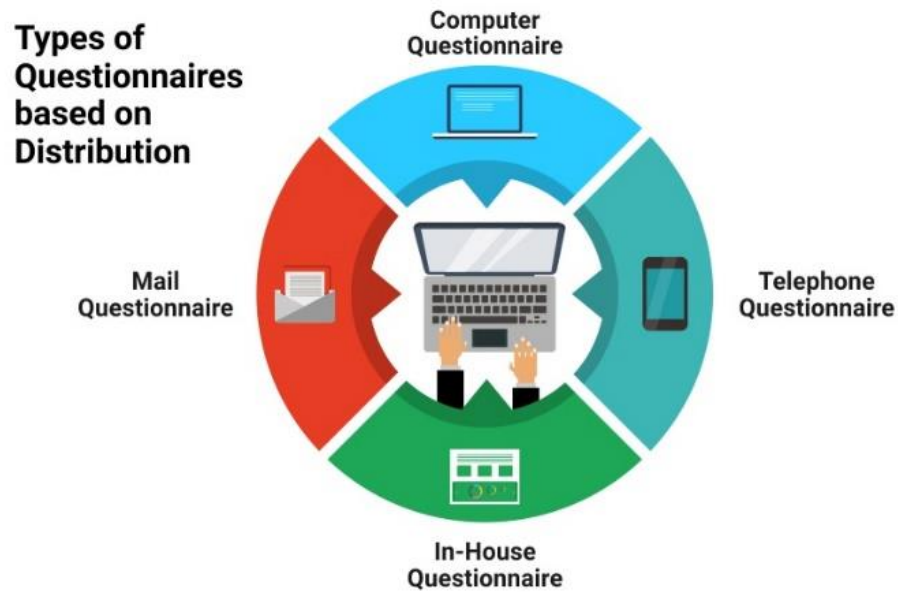 Types of
Questionnaires
based on
Distribution
Computer
Questionnaire
Mail
Questionnaire
Telephone
Questionnaire
In-House
Questionnaire